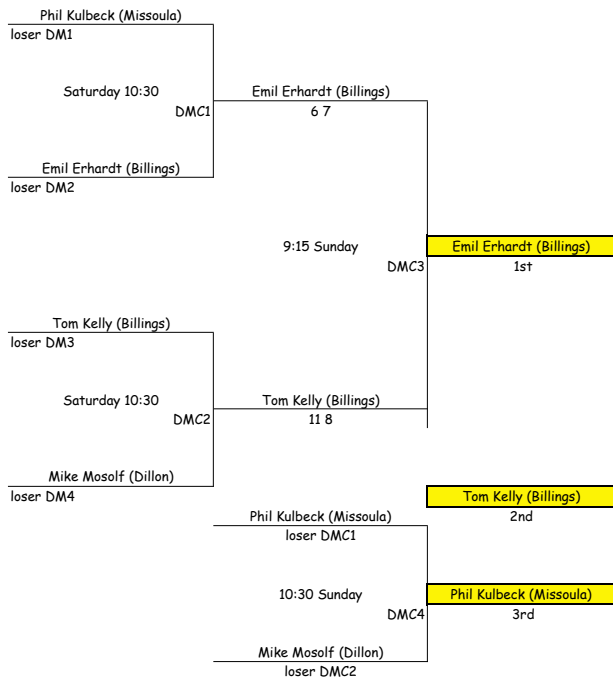 Phil Kulbeck (Missoula)
loser DM1
Saturday 10:30
DMC1
Emil Erhardt (Billings)
6 7
Emil Erhardt (Billings)
loser DM2
9:15 Sunday
DMC3
Emil Erhardt (Billings)
1st
Tom Kelly (Billings)
loser DM3
Saturday 10:30
DMC2
Tom Kelly (Billings)
11 8
Mike Mosolf (Dillon)
loser DM4
Tom Kelly (Billings)
2nd
Phil Kulbeck (Missoula)
loser DMC1
10:30 Sunday
DMC4
Phil Kulbeck (Missoula)
3rd
Mike Mosolf (Dillon)
loser DMC2